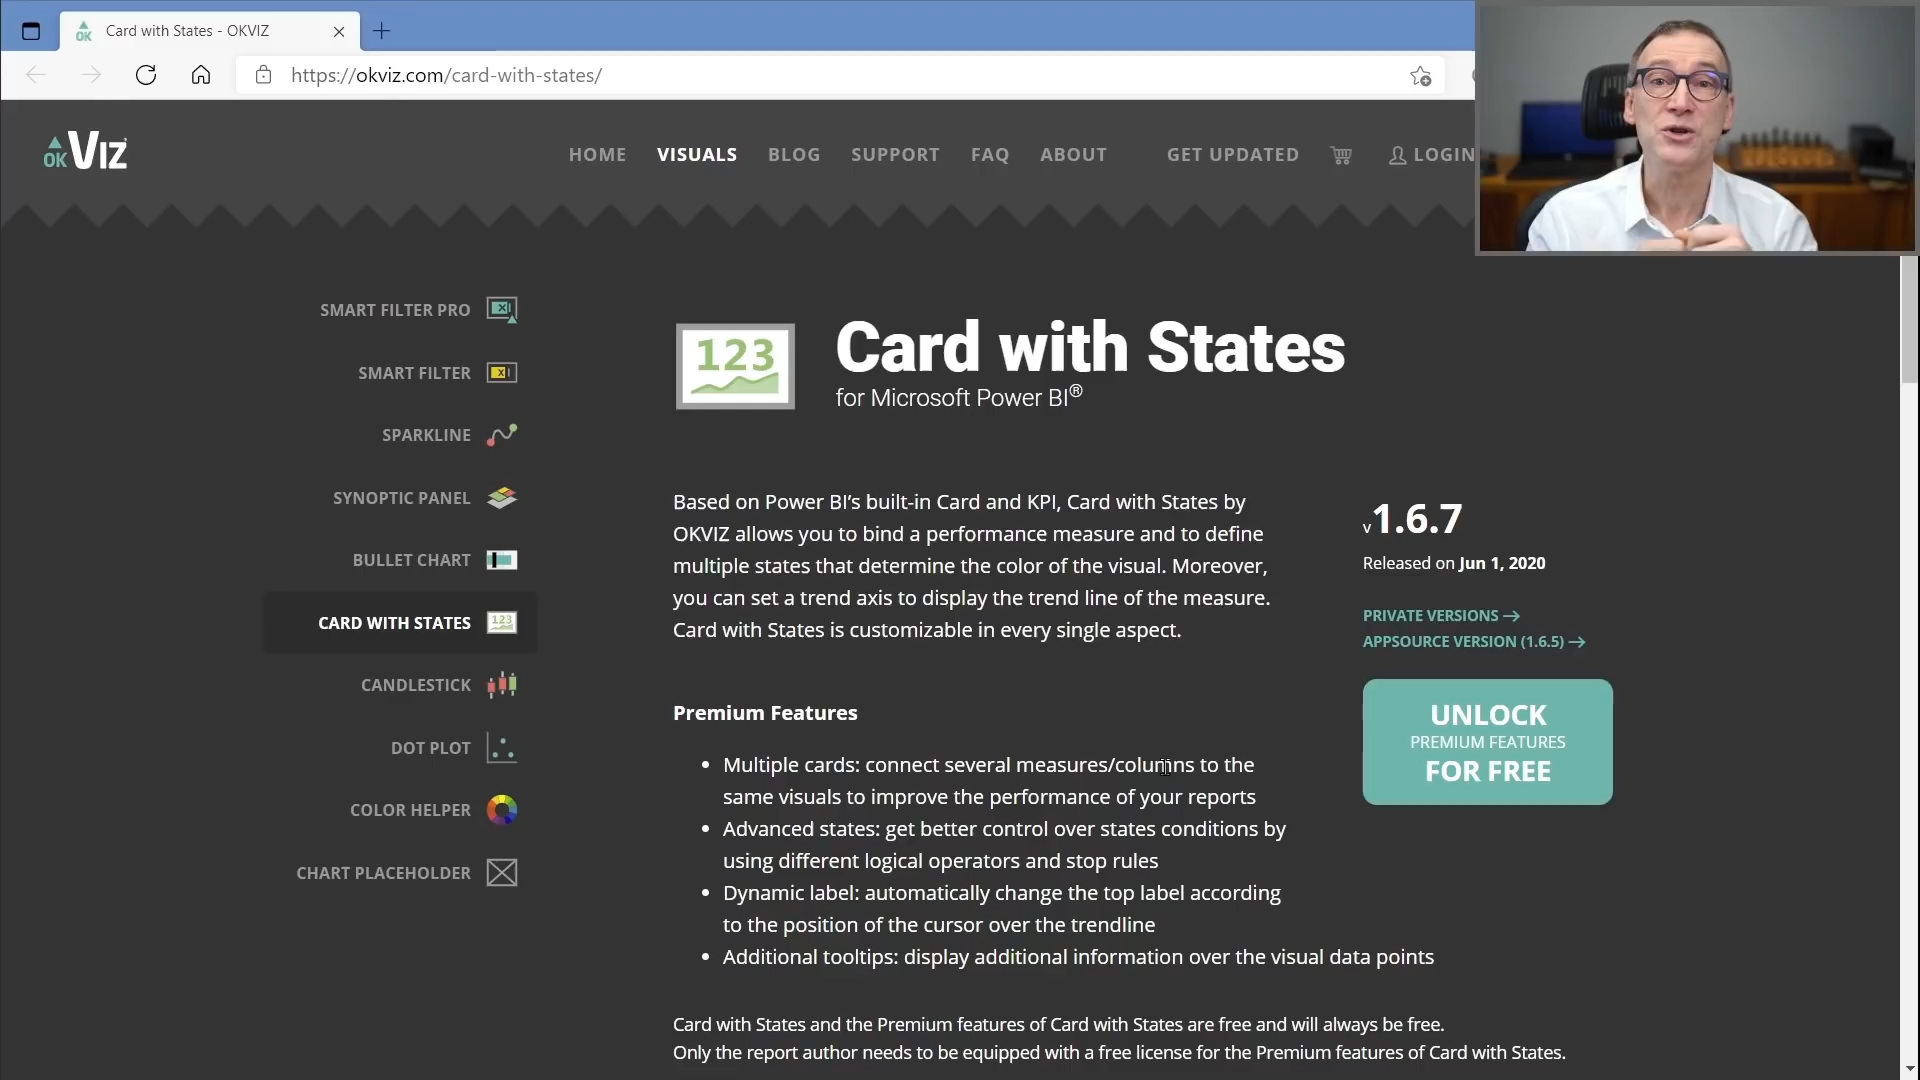 Card with States - OKVIZ
https://okviz.com/card-with-states/
OK VIZ
HOME
VISUALS
BLOG
SUPPORT
FAQ
ABOUT
GET UPDATED
LOGIN
SMART FILTER PRO
SMART FILTER
SPARKLINE
SYNOPTIC PANEL
BULLET CHART
CARD WITH STATES
CANDLESTICK
DOT PLOT
COLOR HELPER
CHART PLACEHOLDER
123
Card with States
for Microsoft Power BI®
Based on Power BI’s built-in Card and KPI, Card with States by
OKVIZ allows you to bind a performance measure and to define
multiple states that determine the color of the visual. Moreover,
you can set a trend axis to display the trend line of the measure.
Card with States is customizable in every single aspect.
Premium Features
• Multiple cards: connect several measures/columns to the
same visuals to improve the performance of your reports
• Advanced states: get better control over states conditions by
using different logical operators and stop rules
• Dynamic label: automatically change the top label according
to the position of the cursor over the trendline
• Additional tooltips: display additional information over the visual data points
Card with States and the Premium features of Card with States are free and will always be free.
Only the report author needs to be equipped with a free license for the Premium features of Card with States.
v1.6.7
Released on Jun 1, 2020
PRIVATE VERSIONS →
APPSOURCE VERSION (1.6.5) →
UNLOCK
PREMIUM FEATURES
FOR FREE